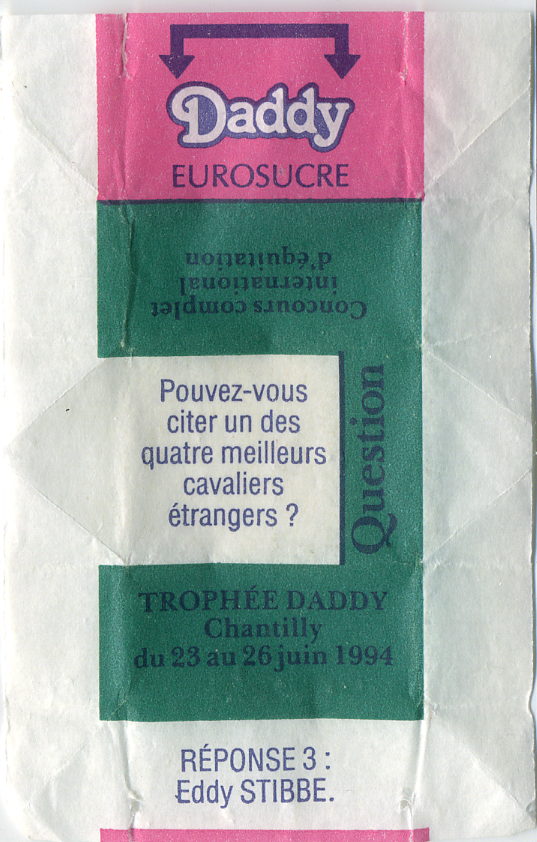 Daddy
EUROSUCRE
Concours complet
international
d'équitation
Question
Pouvez-vous
citer un des
quatre meilleurs
cavaliers
étrangers ?
TROPHÉE DADDY
Chantilly
du 23 au 26 juin 1994
RÉPONSE 3 :
Eddy STIBBE.